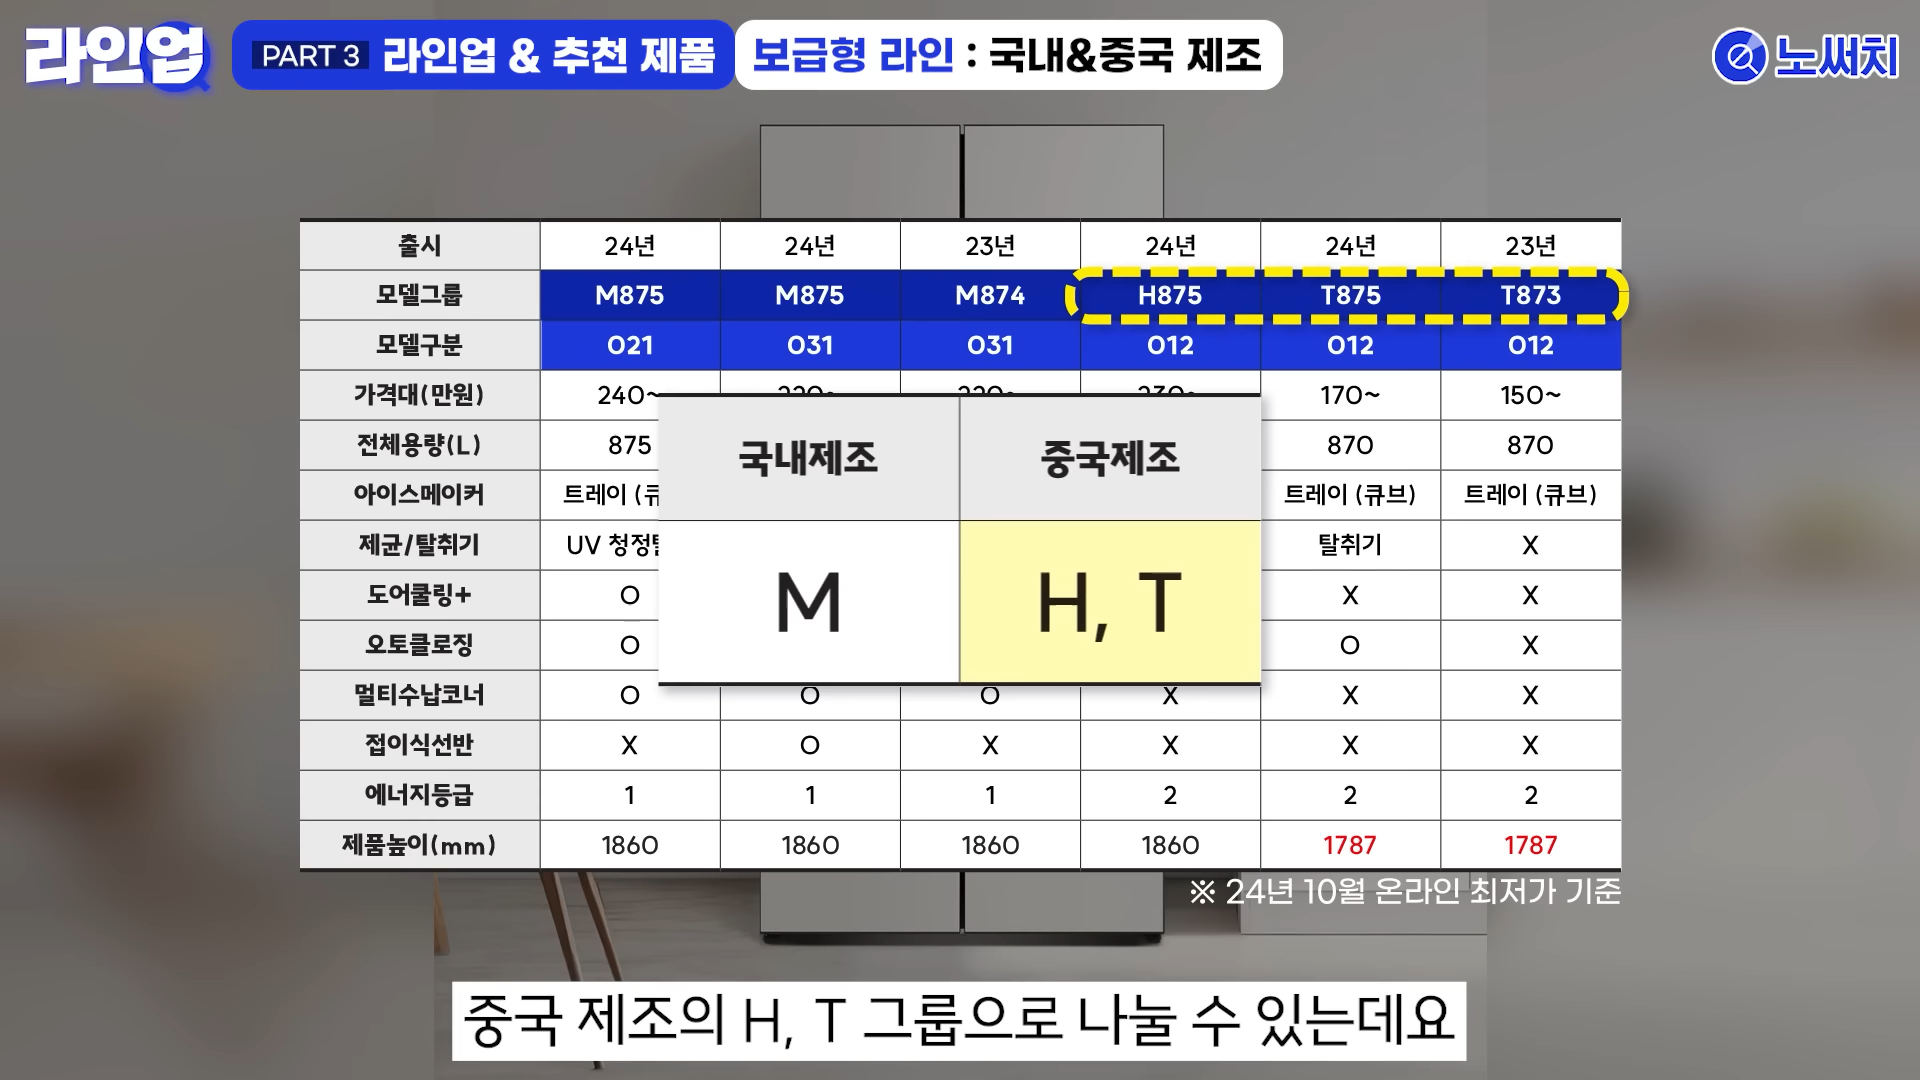 라인업 PART 3 라인업 & 추천 제품 보급형 라인 : 국내&중국 제조 노써치
출시 24년 24년 23년 24년 24년 23년
모델그룹 M875 M875 M874 H875 T875 T873
모델구분 021 031 031 012 012 012
가격대(만원) 240~ 170~ 150~
전체용량(L) 875 870 870
아이스메이커 트레이 트레이 (큐브) 트레이 (큐브)
제균/탈취기 UV 탈취기 X
도어쿨링+ O X X
오토클로징 O O X
국내제조 중국제조
M H, T
멀티수납코너 O O O X X X
접이식선반 X O X X X X
에너지등급 1 1 1 2 2 2
제품높이(mm) 1860 1860 1860 1860 1787 1787
※ 24년 10월 온라인 최저가 기준
중국 제조의 H, T 그룹으로 나눌 수 있는데요